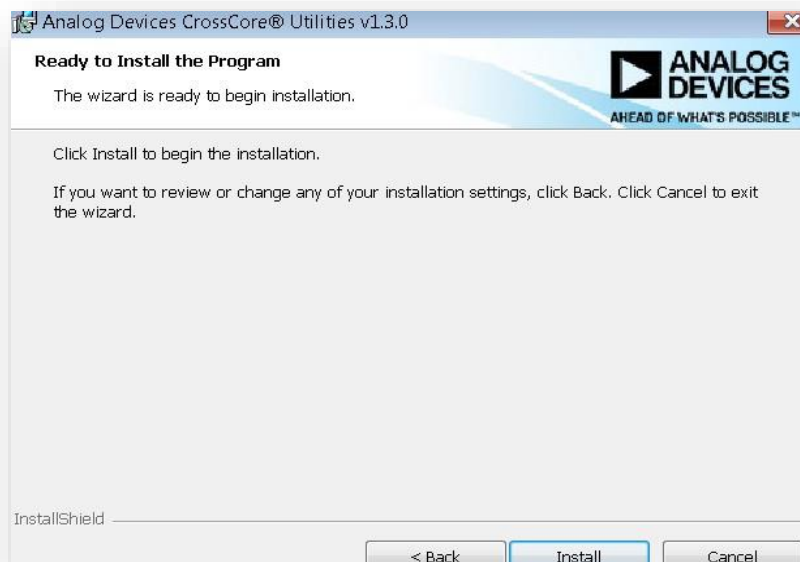 Analog Devices CrossCore® Utilities v1.3.0
Ready to Install the Program
The wizard is ready to begin installation.
ANALOG
DEVICES
AHEAD OF WHAT'S POSSIBLE™
Click Install to begin the installation.
If you want to review or change any of your installation settings, click Back. Click Cancel to exit
the wizard.
InstallShield
< Back
Install
Cancel